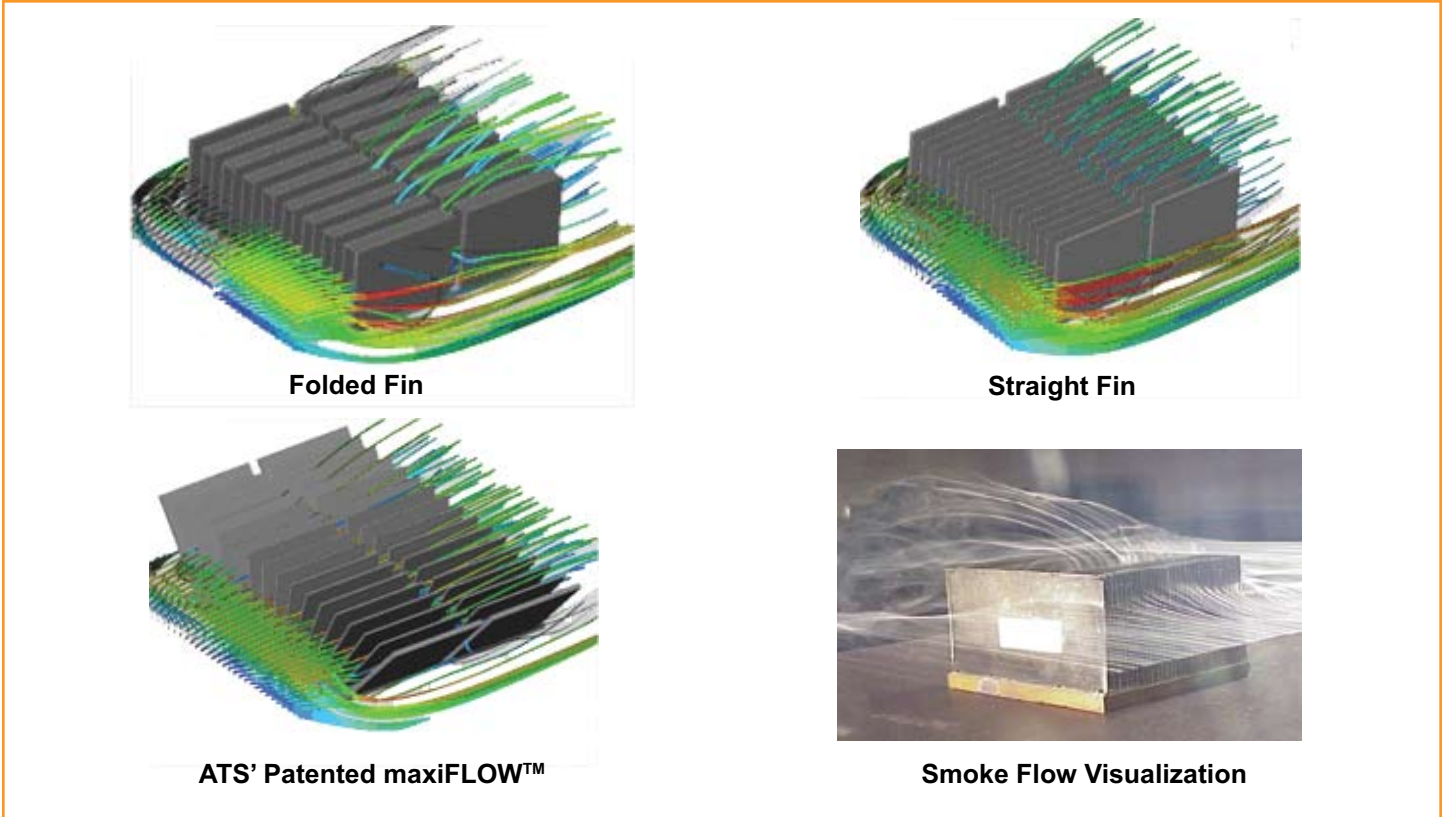 Folded Fin
Straight Fin
ATS’ Patented maxiFLOW™
Smoke Flow Visualization